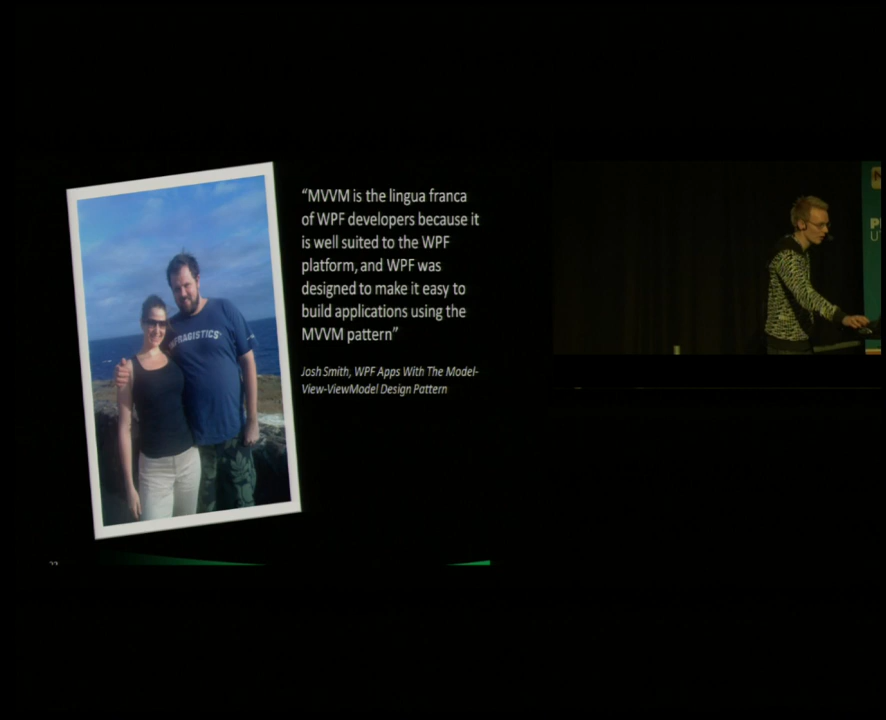 “MVVM is the lingua franca
of WPF developers because it
is well suited to the WPF
platform, and WPF was
designed to make it easy to
build applications using the
MVVM pattern”
Josh Smith, WPF Apps With The Model-
View-ViewModel Design Pattern
FRAGISTICS